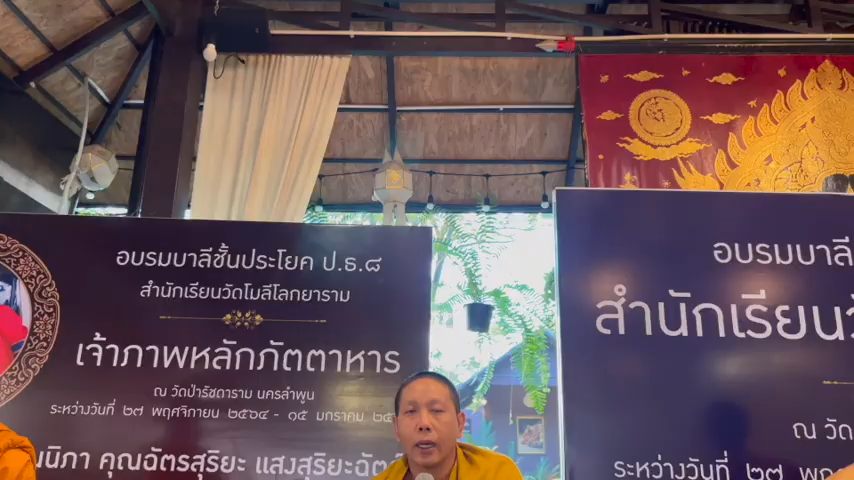 อบรมบาลีชั้นประโยค ป.ธ.๘
สำนักเรียนวัดโมลีโลกยาราม
เจ้าภาพหลักภัตตาหาร
ณ วัดป่ารัชดาราม นครลำพูน
ระหว่างวันที่ ๒๗ พฤศจิกายน ๒๕๖๔ - ๑๕ มกราคม
คุณฉัตรสุริยะ แสงสุริยะฉัตร
อบรมบาลี
สำนักเรียน
ณ วัด
ระหว่างวันที่ ๒๗